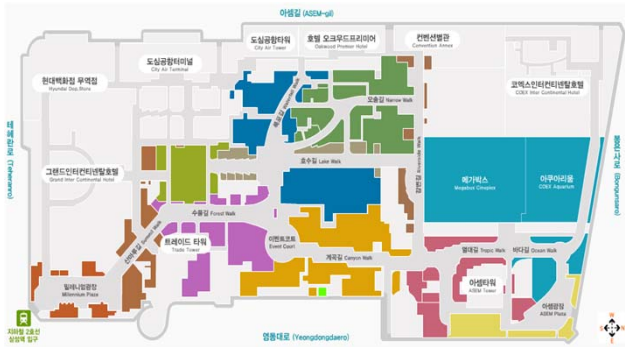 아셈길 (ASEM-gil)
도심공항타워
City Air Tower
호텔 오크우드프리미어
Oakwood Premier Hotel
컨벤션별관
Convention Annex
도심공항터미널
City Air Terminal
현대백화점 무역점
Hyundai Dep.Store
코엑스인터컨티넨탈호텔
COEX Inter Continental Hotel
오솔길 Narrow Walk
Waterfall Walk
호수길 Lake Walk
Riverside Walk
테헤란로 (Teheranro)
봉은사로 (Bongeunsaro)
그랜드인터컨티넨탈호텔
Grand Inter Continental Hotel
메가박스
Megabox Cineplex
아쿠아리움
COEX Aquarium
수풀길 Forest Walk
트레이드 타워
Trade Tower
이벤트코트
Event Court
계곡길 Canyon Walk
열대길 Tropic Walk
바다길 Ocean Walk
밀레니엄광장
Millennium Plaza
아셈타워
ASEM Tower
아셈광장
ASEM Plaza
지하철 2호선
삼성역 입구
영동대로 (Yeongdongdaero)
W
S
N
E